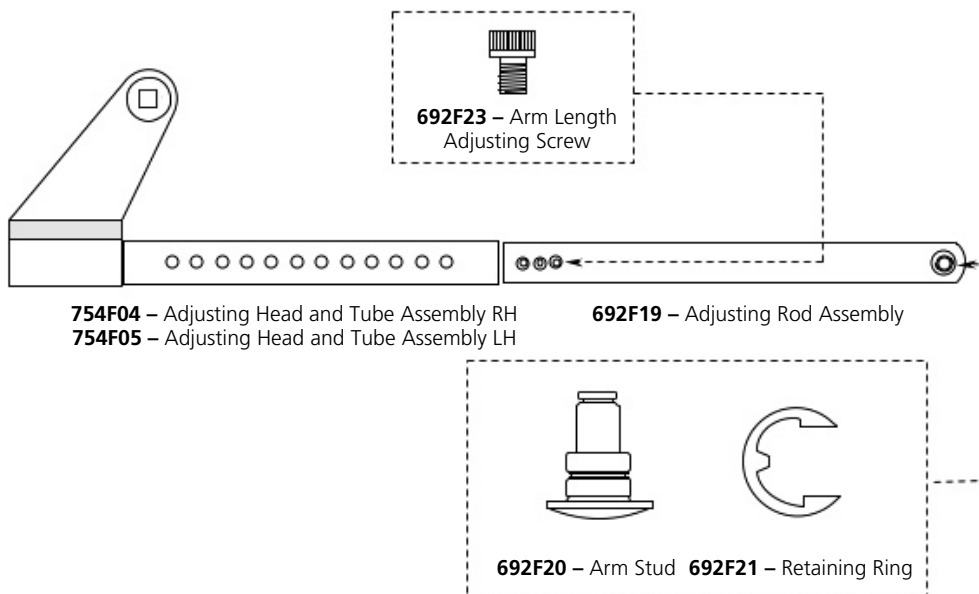 692F23 – Arm Length
Adjusting Screw
754F04 – Adjusting Head and Tube Assembly RH
754F05 – Adjusting Head and Tube Assembly LH
692F19 – Adjusting Rod Assembly
692F20 – Arm Stud
692F21 – Retaining Ring